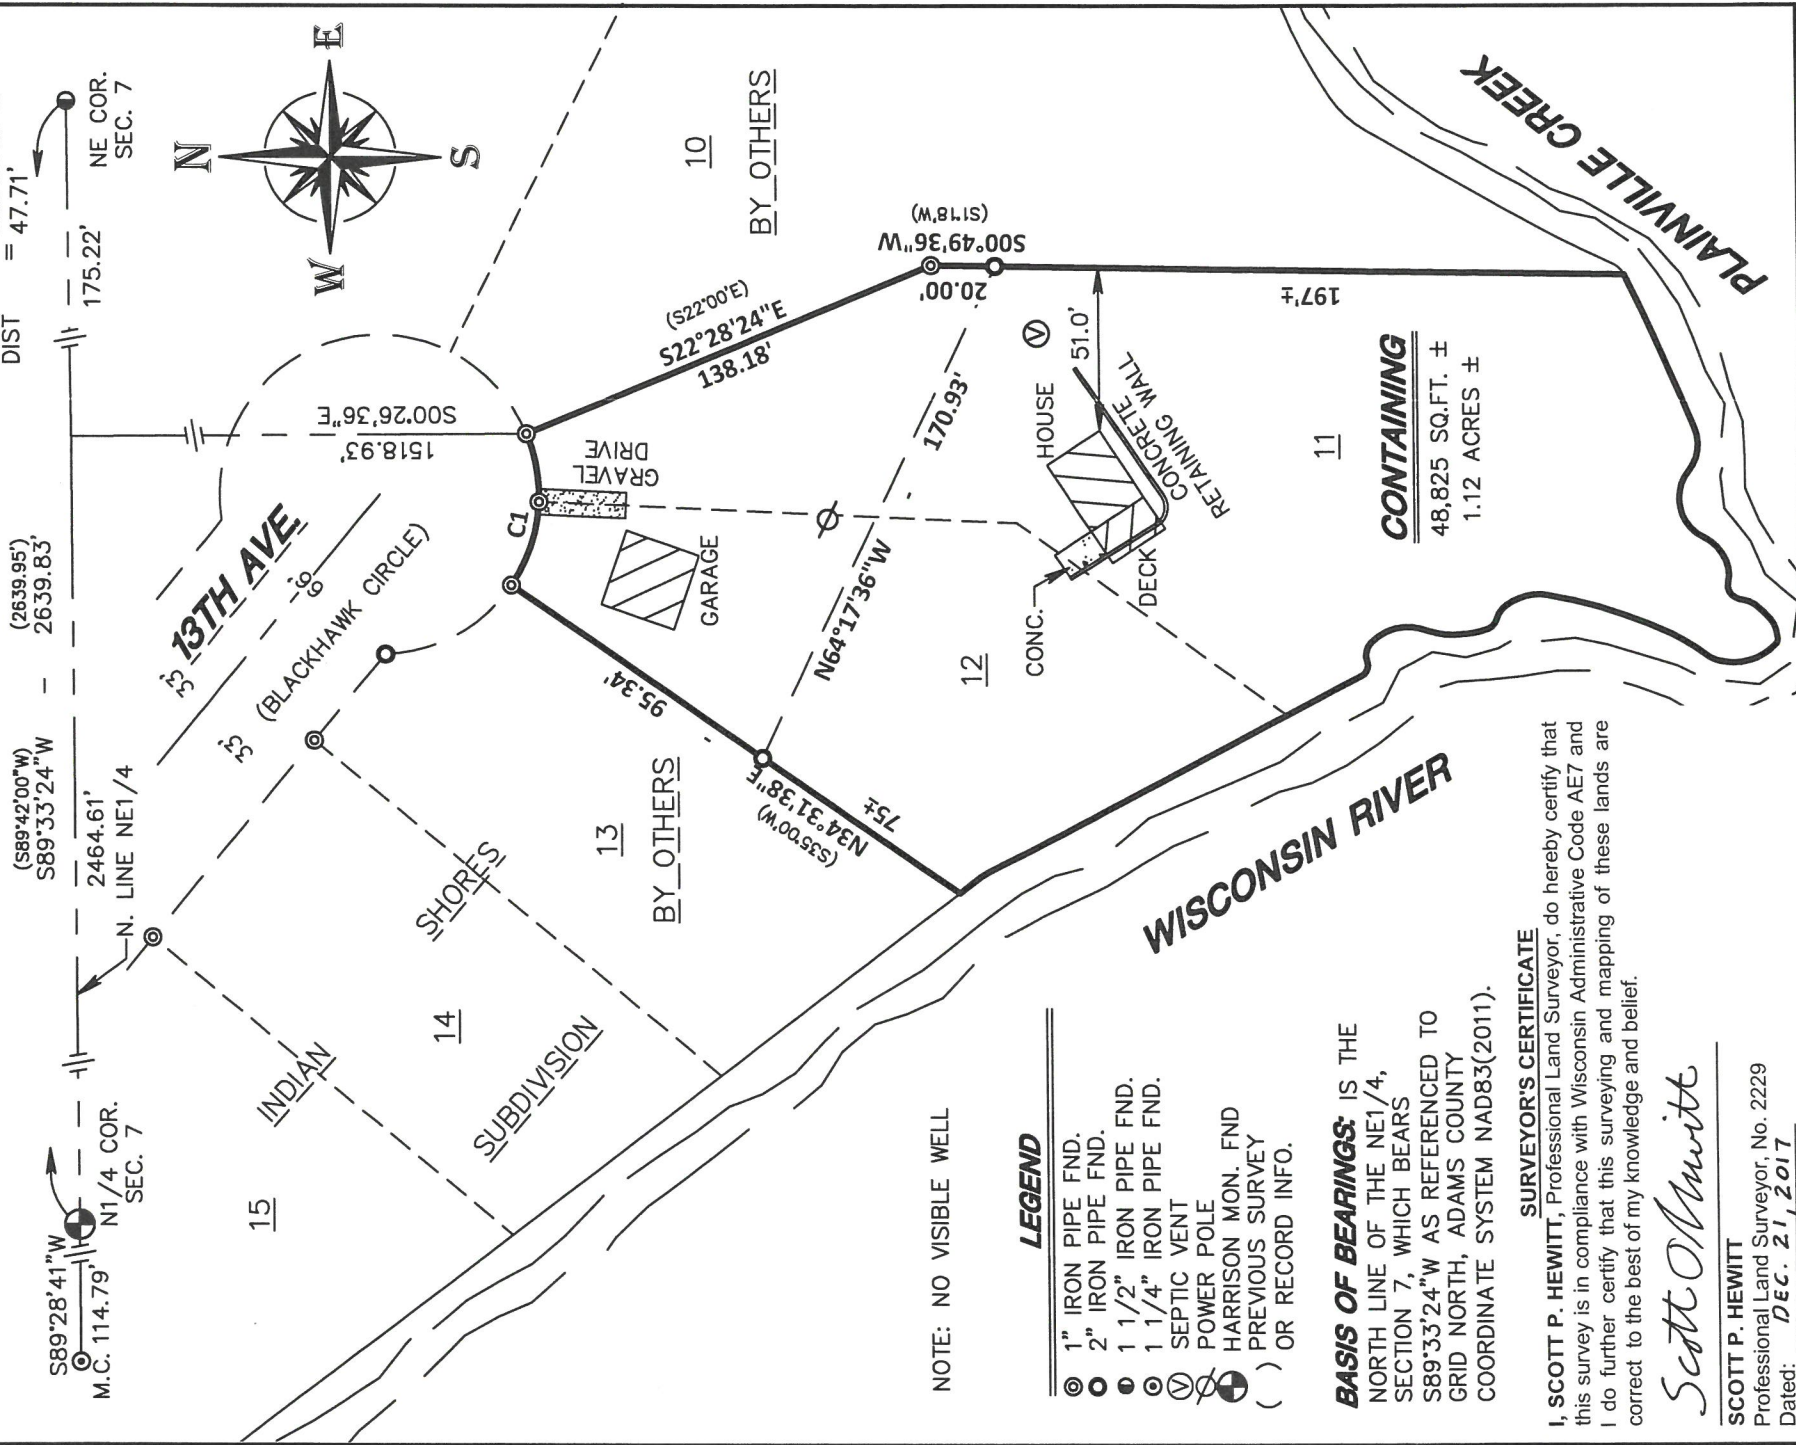 DIST = 47.71'
(S89°42'00"W) (2639.95')
S89°33'24"W - 2639.83'
2464.61'
175.22'
N. LINE NE1/4
NE COR.
SEC. 7
S89°28'41"W
M.C. 114.79'
N1/4 COR.
SEC. 7
N
E
S
W
13TH AVE.
(BLACKHAWK CIRCLE)
33'
33'
66'
S00°26'36"E
1518.93'
C1
GRAVEL
DRIVE
GARAGE
(S22°00'E)
S22°28'24"E
138.18'
10
BY OTHERS
(S1°18'W)
S00°49'36"W
20.00'
197'±
95.34'
N64°17'36"W
170.93'
N34°31'38"E
(S35°00'W)
75±
V
51.0'
HOUSE
CONCRETE
RETAINING WALL
CONC.
DECK
11
12
13
BY OTHERS
14
15
INDIAN
SHORES
SUBDIVISION
CONTAINING
48,825 SQ.FT. ±
1.12 ACRES ±
PLAINVILLE CREEK
WISCONSIN RIVER
NOTE: NO VISIBLE WELL
LEGEND
1" IRON PIPE FND.
2" IRON PIPE FND.
1 1/2" IRON PIPE FND.
1 1/4" IRON PIPE FND.
V SEPTIC VENT
POWER POLE
HARRISON MON. FND
( ) PREVIOUS SURVEY
OR RECORD INFO.
BASIS OF BEARINGS: IS THE
NORTH LINE OF THE NE1/4,
SECTION 7, WHICH BEARS
S89°33'24"W AS REFERENCED TO
GRID NORTH, ADAMS COUNTY
COORDINATE SYSTEM NAD83(2011).
SURVEYOR'S CERTIFICATE
I, SCOTT P. HEWITT, Professional Land Surveyor, do hereby certify that
this survey is in compliance with Wisconsin Administrative Code AE7 and
I do further certify that this surveying and mapping of these lands are
correct to the best of my knowledge and belief.
SCOTT P. HEWITT
Professional Land Surveyor, No. 2229
Dated: DEC. 21, 2017